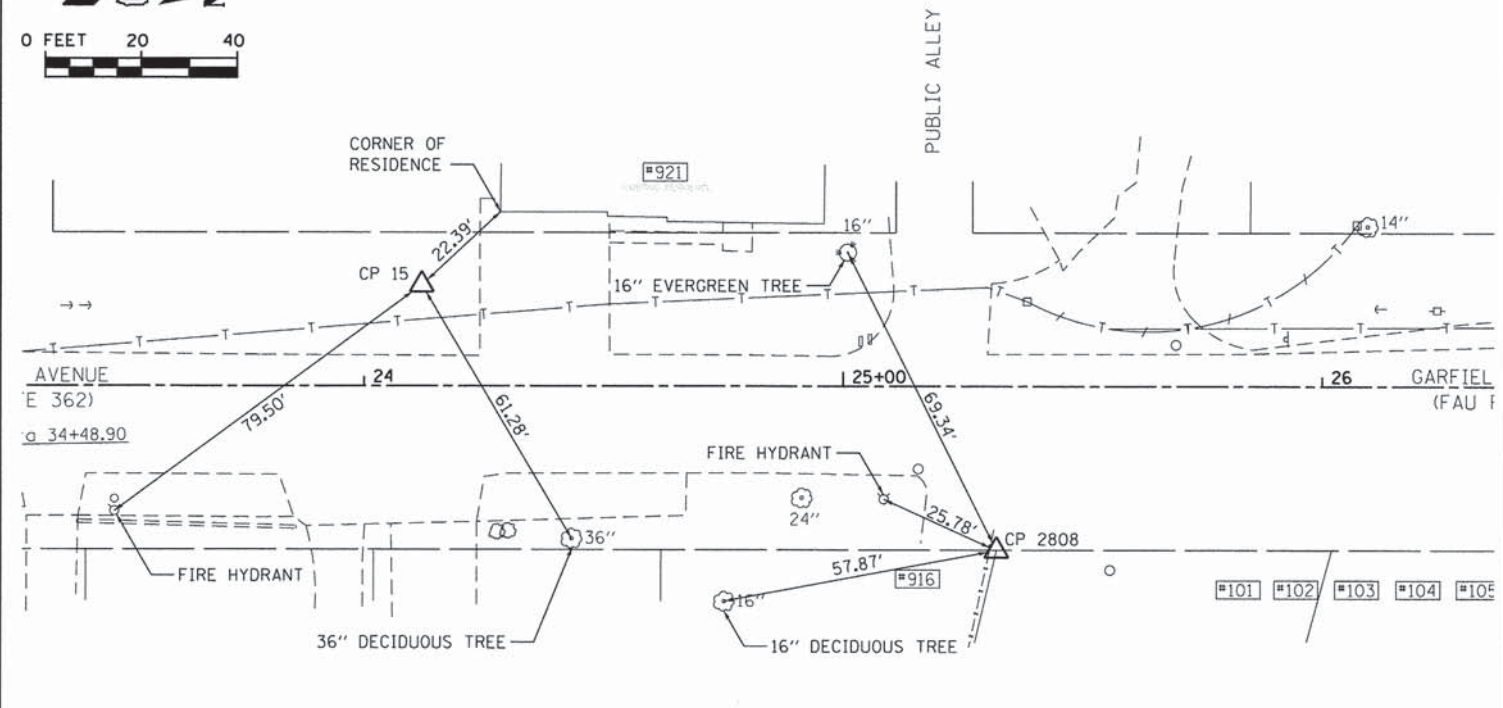 0 FEET 20 40
PUBLIC ALLEY
CORNER OF
RESIDENCE
#921
22.39'
16"
14"
CP 15
16" EVERGREEN TREE
T T T T T T T T T T T T T T T T T T
AVENUE
24
25+00
26
GARFIEL
E 362)
(FAU
79.50'
61.28'
69.34'
a 34+48.90
FIRE HYDRANT
24"
25.78'
36"
CP 2808
57.87'
FIRE HYDRANT
#916
#101 #102 #103 #104 #105
16"
36" DECIDUOUS TREE
16" DECIDUOUS TREE